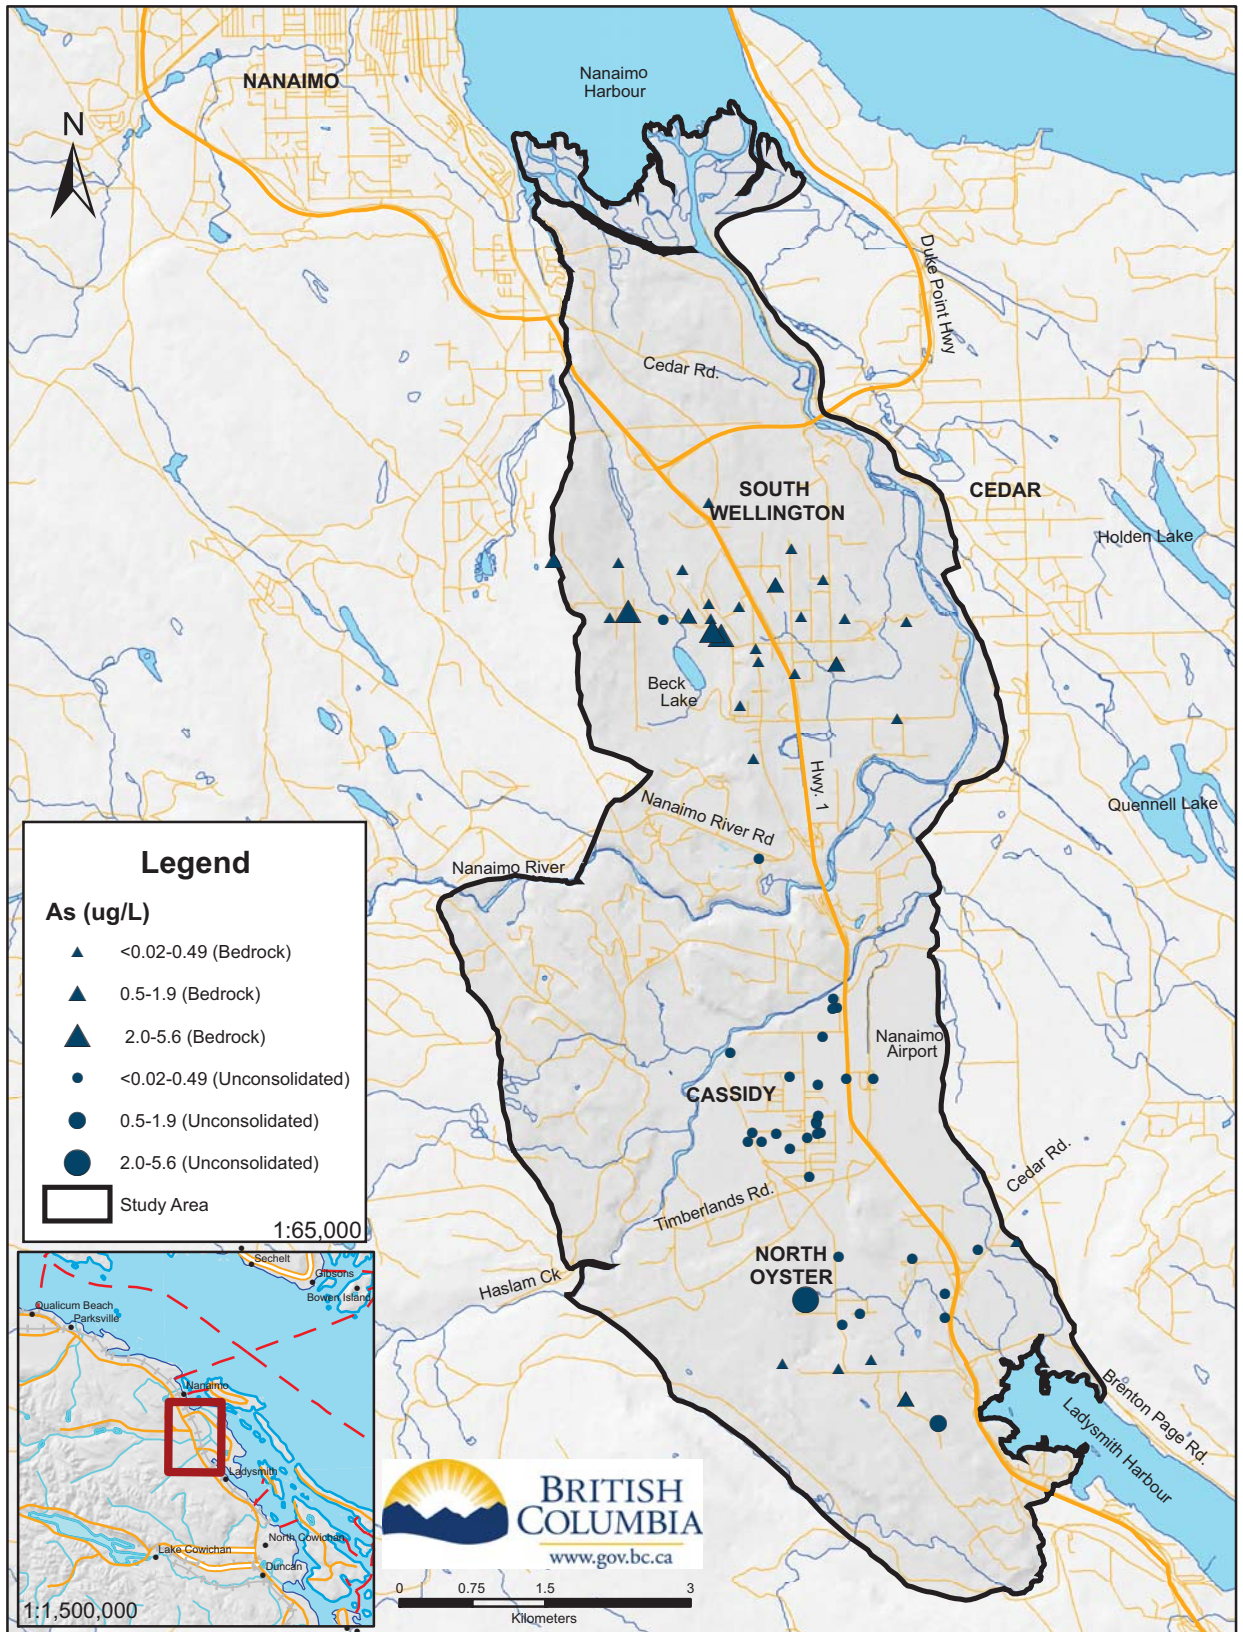 NANAIMO
Nanaimo
Harbour
N
Duke Point Hwy
Cedar Rd.
SOUTH
WELLINGTON
CEDAR
Holden Lake
Beck
Lake
Hwy. 1
Quennell Lake
Nanaimo River Rd
Nanaimo River
Legend
As (ug/L)
<0.02-0.49 (Bedrock)
0.5-1.9 (Bedrock)
2.0-5.6 (Bedrock)
<0.02-0.49 (Unconsolidated)
0.5-1.9 (Unconsolidated)
2.0-5.6 (Unconsolidated)
Study Area
1:65,000
Nanaimo
Airport
CASSIDY
Cedar Rd.
Timberlands Rd.
NORTH
OYSTER
Haslam Ck
Brenton Page Rd.
Ladysmith Harbour
Sechelt
Gibsons
Bowen Island
Qualicum Beach
Parksville
Nanaimo
Ladysmith
North Cowichan
Lake Cowichan
Duncan
1:1,500,000
BRITISH
COLUMBIA
www.gov.bc.ca
0 0.75 1.5 3
Kilometers